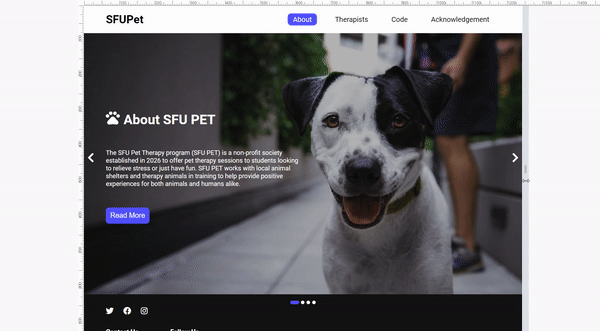 SFUPet
About
Therapists
Code
Acknowledgement
About SFU PET
The SFU Pet Therapy program (SFU PET) is a non-profit society
established in 2026 to offer pet therapy sessions to students looking
to relieve stress or just have fun. SFU PET works with local animal
shelters and therapy animals in training to help provide positive
experiences for both animals and humans alike.
Read More